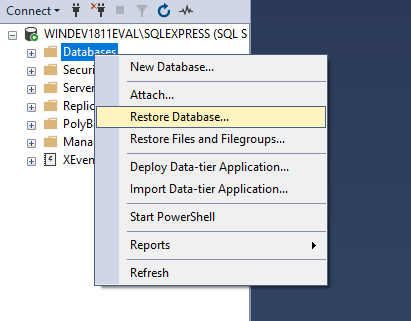 Connect
WINDEV1811EVAL\SQLEXPRESS (SQL S
Databases
Securi
Server
Replic
PolyB
Mana
XEven
New Database...
Attach...
Restore Database...
Restore Files and Filegroups...
Deploy Data-tier Application...
Import Data-tier Application...
Start PowerShell
Reports
Refresh